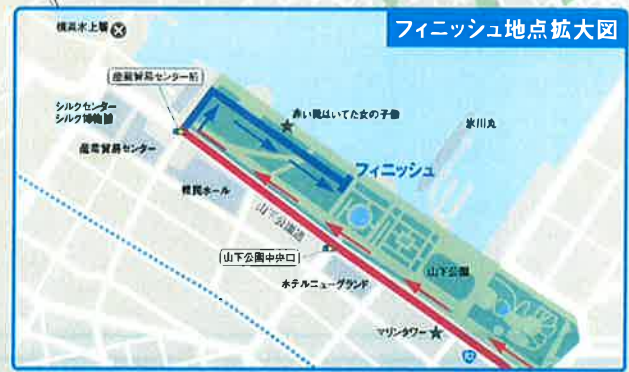 フィニッシュ地点拡大図
横浜水上署
産業貿易センター前
シルクセンター
シルク博物館
赤い靴はいてた女の子像
氷川丸
産業貿易センター
フィニッシュ
県民ホール
山下公園通
山下公園中央口
山下公園
ホテルニューグランド
マリンタワー